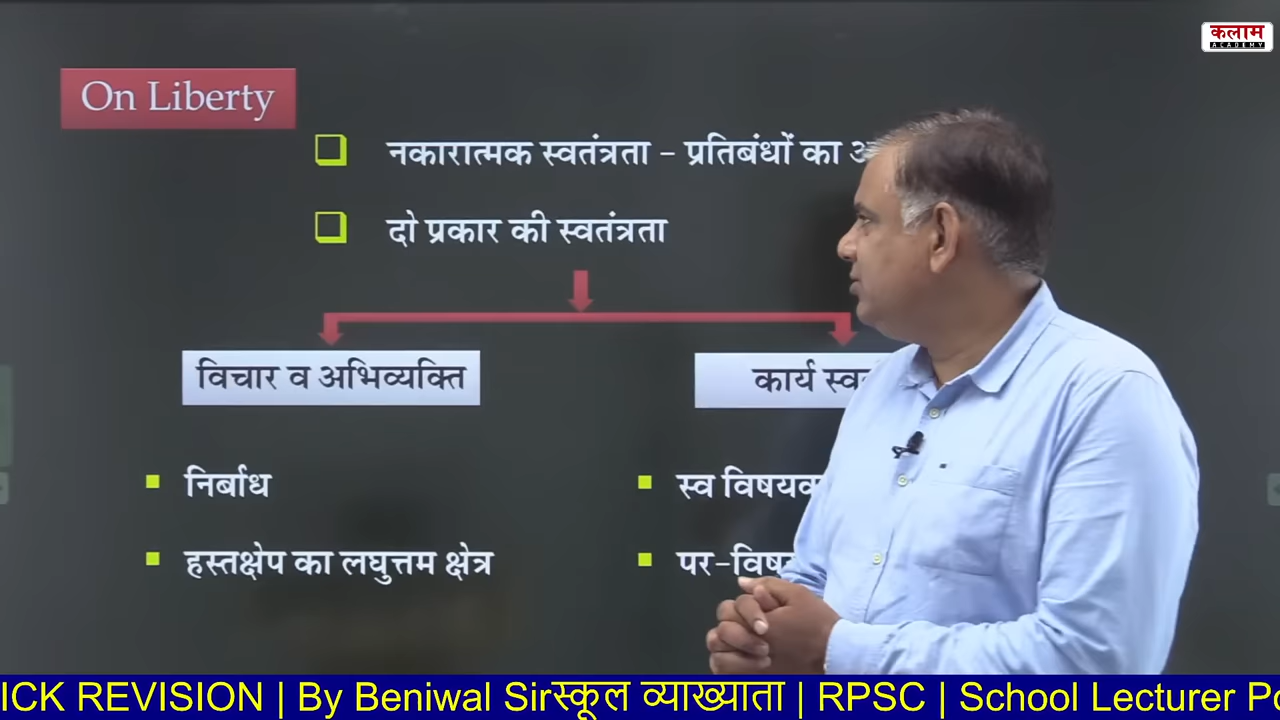 कलाम
ACADEMY
On Liberty
नकारात्मक स्वतंत्रता – प्रतिबंधों का
दो प्रकार की स्वतंत्रता
विचार व अभिव्यक्ति
कार्य
निर्बाध
स्व
हस्तक्षेप का लघुत्तम क्षेत्र
पर-
ICK REVISION | By Beniwal Sirस्कूल व्याख्याता | RPSC | School Lecturer Po